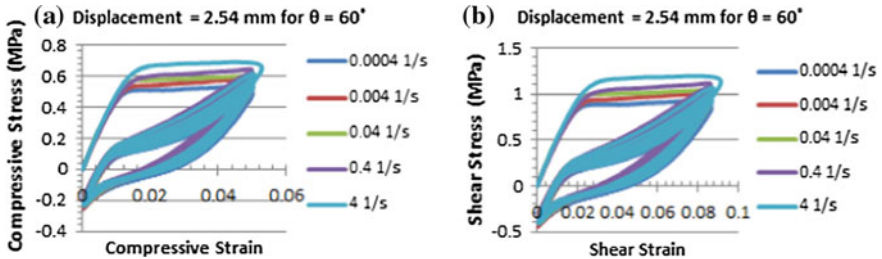 (a) Displacement = 2.54 mm for θ = 60°
Compressive Stress (MPa)
0.8
0.6
0.4
0.2
0
-0.2
-0.4
0
0.02
0.04
0.06
Compressive Strain
0.0004 1/s
0.004 1/s
0.04 1/s
0.4 1/s
4 1/s
(b) Displacement = 2.54 mm for θ = 60°
Shear Stress (MPa)
1.5
1
0.5
0
-0.5
0
0.02
0.04
0.06
0.08
0.1
Shear Strain
0.0004 1/s
0.004 1/s
0.04 1/s
0.4 1/s
4 1/s